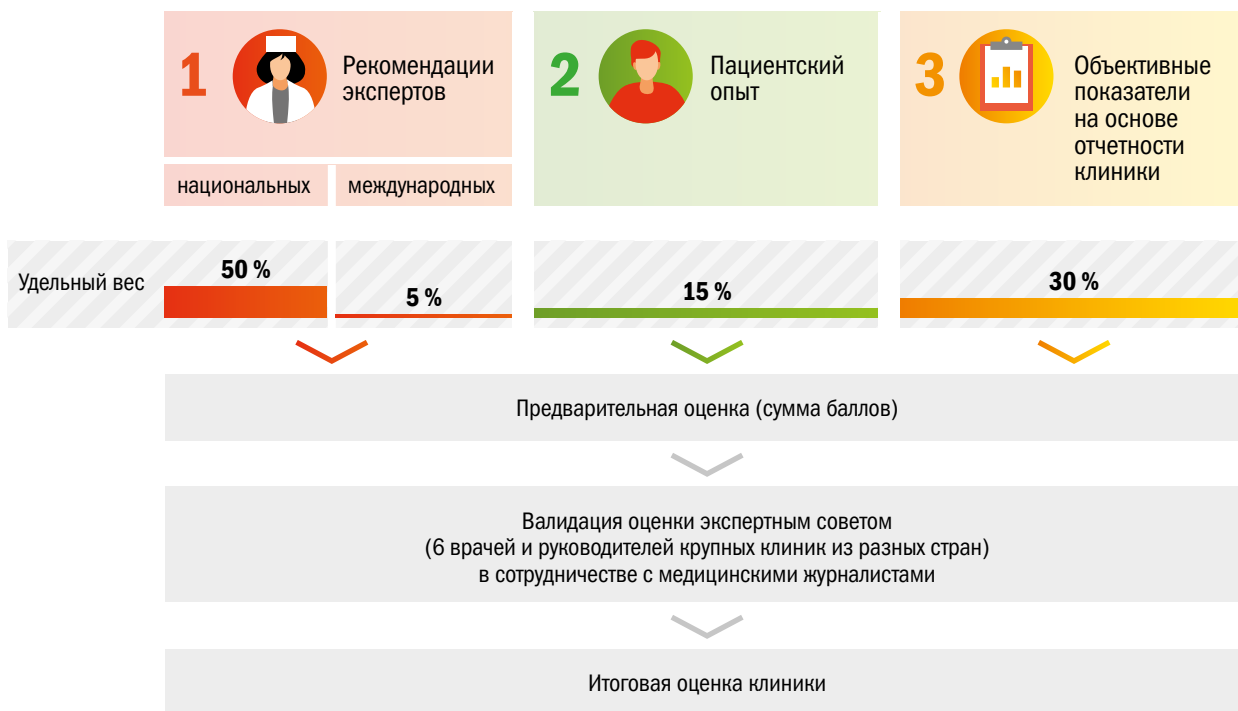 1
Рекомендации
экспертов
национальных
международных
2
Пациентский
опыт
3
Объективные
показатели
на основе
отчетности
клиники
Удельный вес
50 %
5 %
15 %
30 %
Предварительная оценка (сумма баллов)
Валидация оценки экспертным советом
(6 врачей и руководителей крупных клиник из разных стран)
в сотрудничестве с медицинскими журналистами
Итоговая оценка клиники